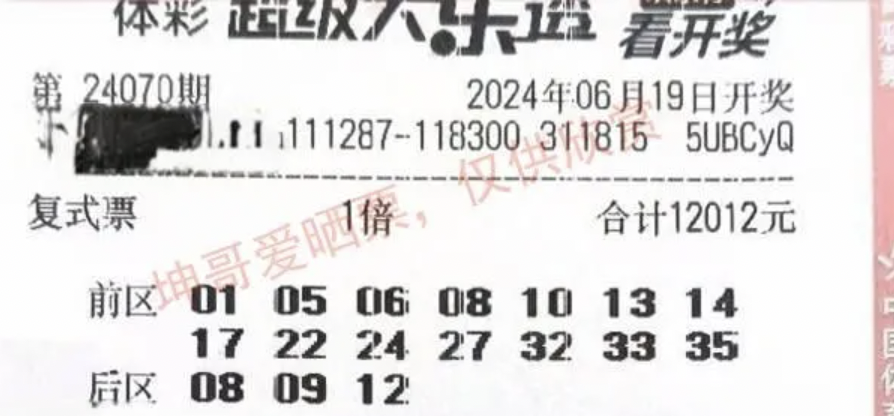 体彩 超级大乐透 看开奖
第 24070期 2024年06月19日开奖
111287-118300 311815 5UBCyQ
复式票 1倍 合计12012元
坤哥爱晒票，仅供欣赏
前区 01 05 06 08 10 13 14
17 22 24 27 32 33 35
后区 08 09 12